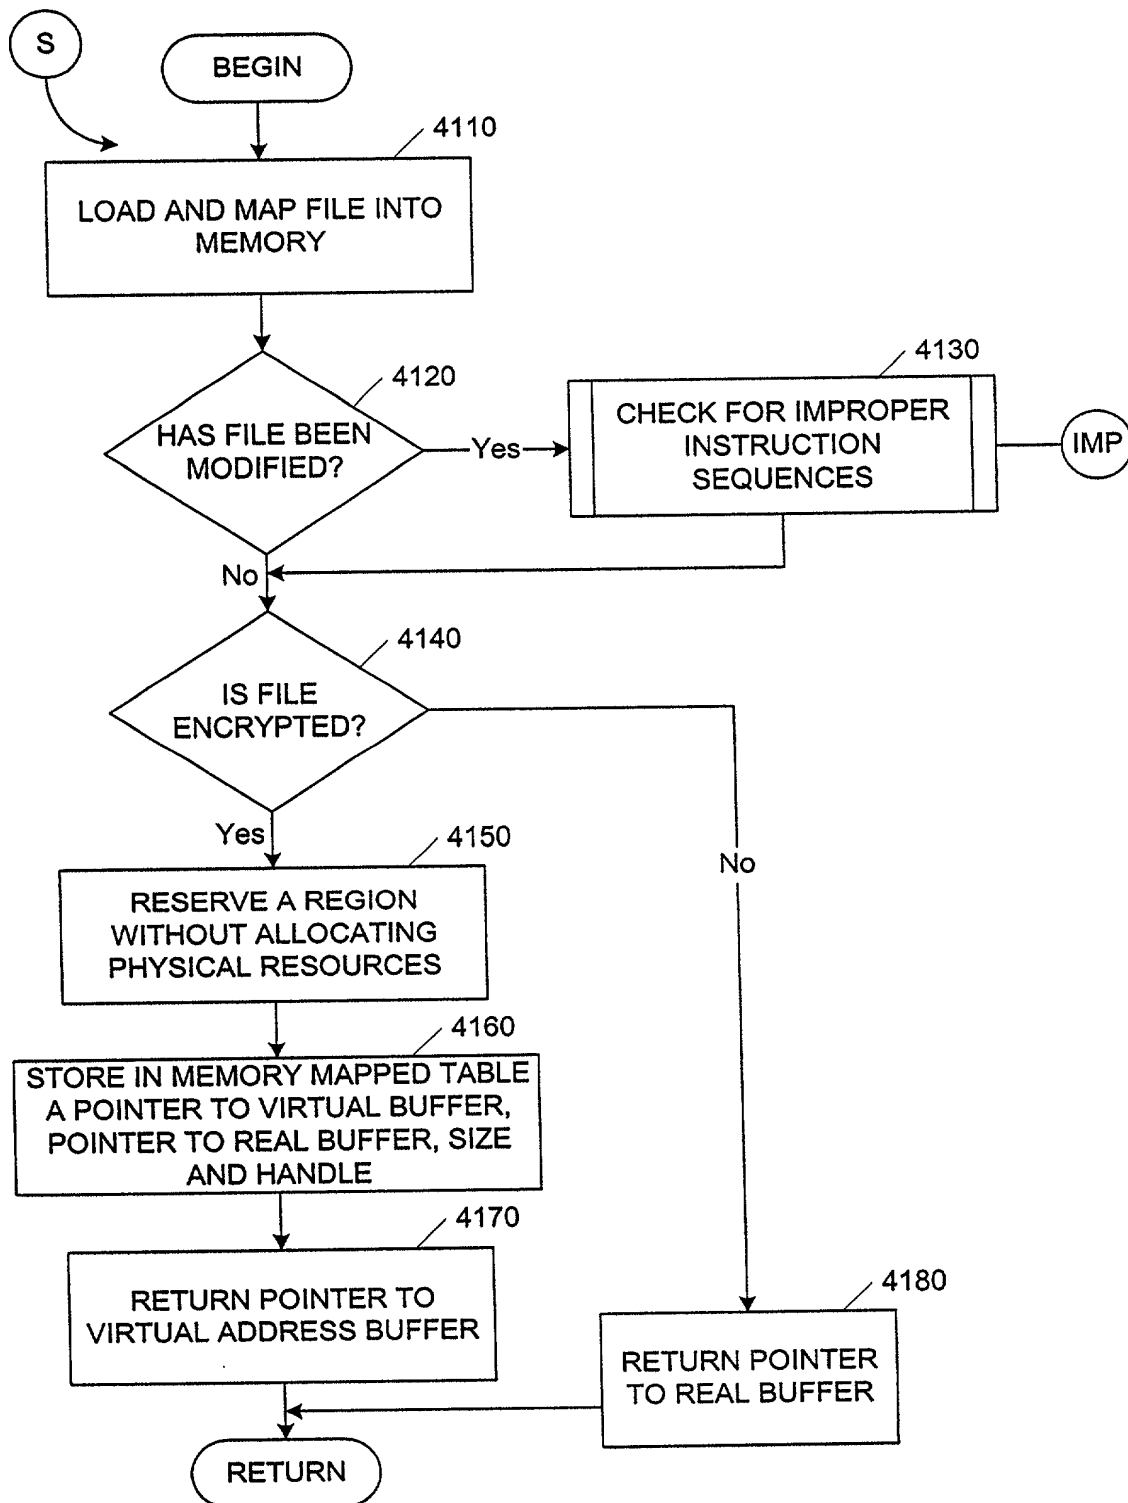 S
BEGIN
4110
LOAD AND MAP FILE INTO
MEMORY
4120
HAS FILE BEEN
MODIFIED?
Yes
4130
CHECK FOR IMPROPER
INSTRUCTION
SEQUENCES
IMP
No
4140
IS FILE
ENCRYPTED?
Yes
No
4150
RESERVE A REGION
WITHOUT ALLOCATING
PHYSICAL RESOURCES
4160
STORE IN MEMORY MAPPED TABLE
A POINTER TO VIRTUAL BUFFER,
POINTER TO REAL BUFFER, SIZE
AND HANDLE
4170
RETURN POINTER TO
VIRTUAL ADDRESS BUFFER
4180
RETURN POINTER
TO REAL BUFFER
RETURN